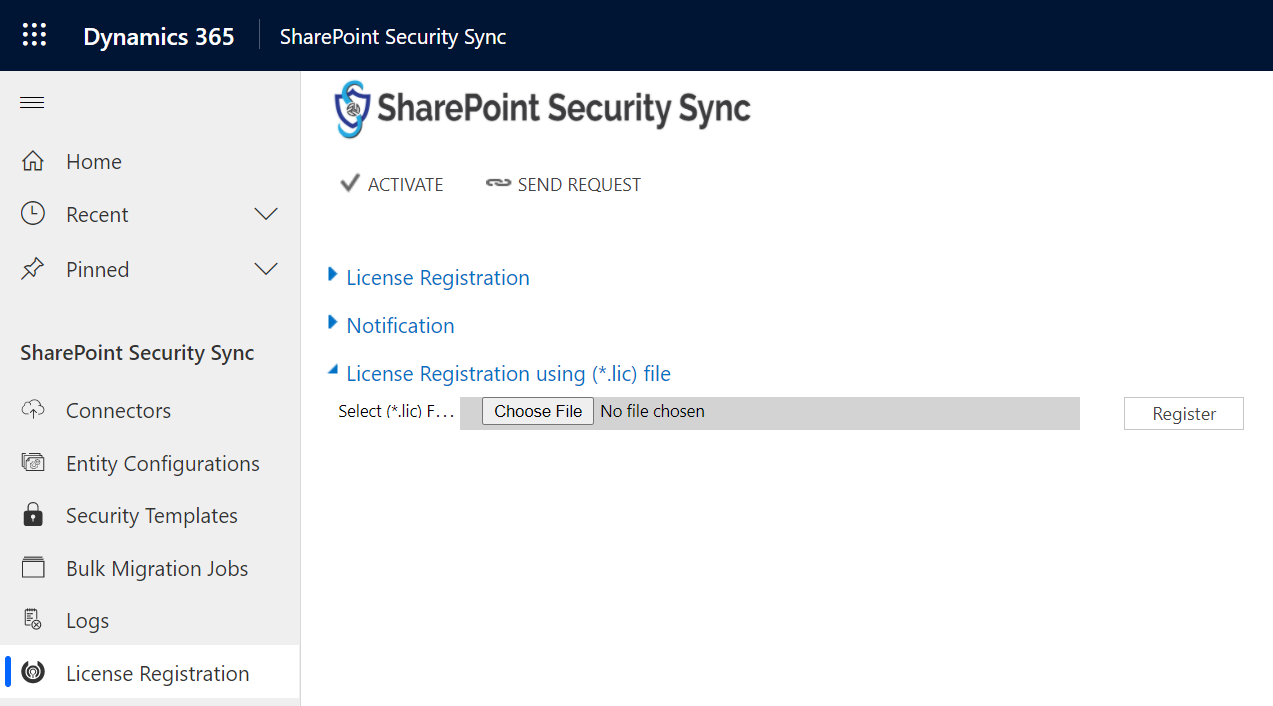 Dynamics 365 SharePoint Security Sync
SharePoint Security Sync
ACTIVATE SEND REQUEST
Home
Recent
Pinned
SharePoint Security Sync
Connectors
Entity Configurations
Security Templates
Bulk Migration Jobs
Logs
License Registration
License Registration
Notification
License Registration using (*.lic) file
Select (*.lic) F... Choose File No file chosen Register